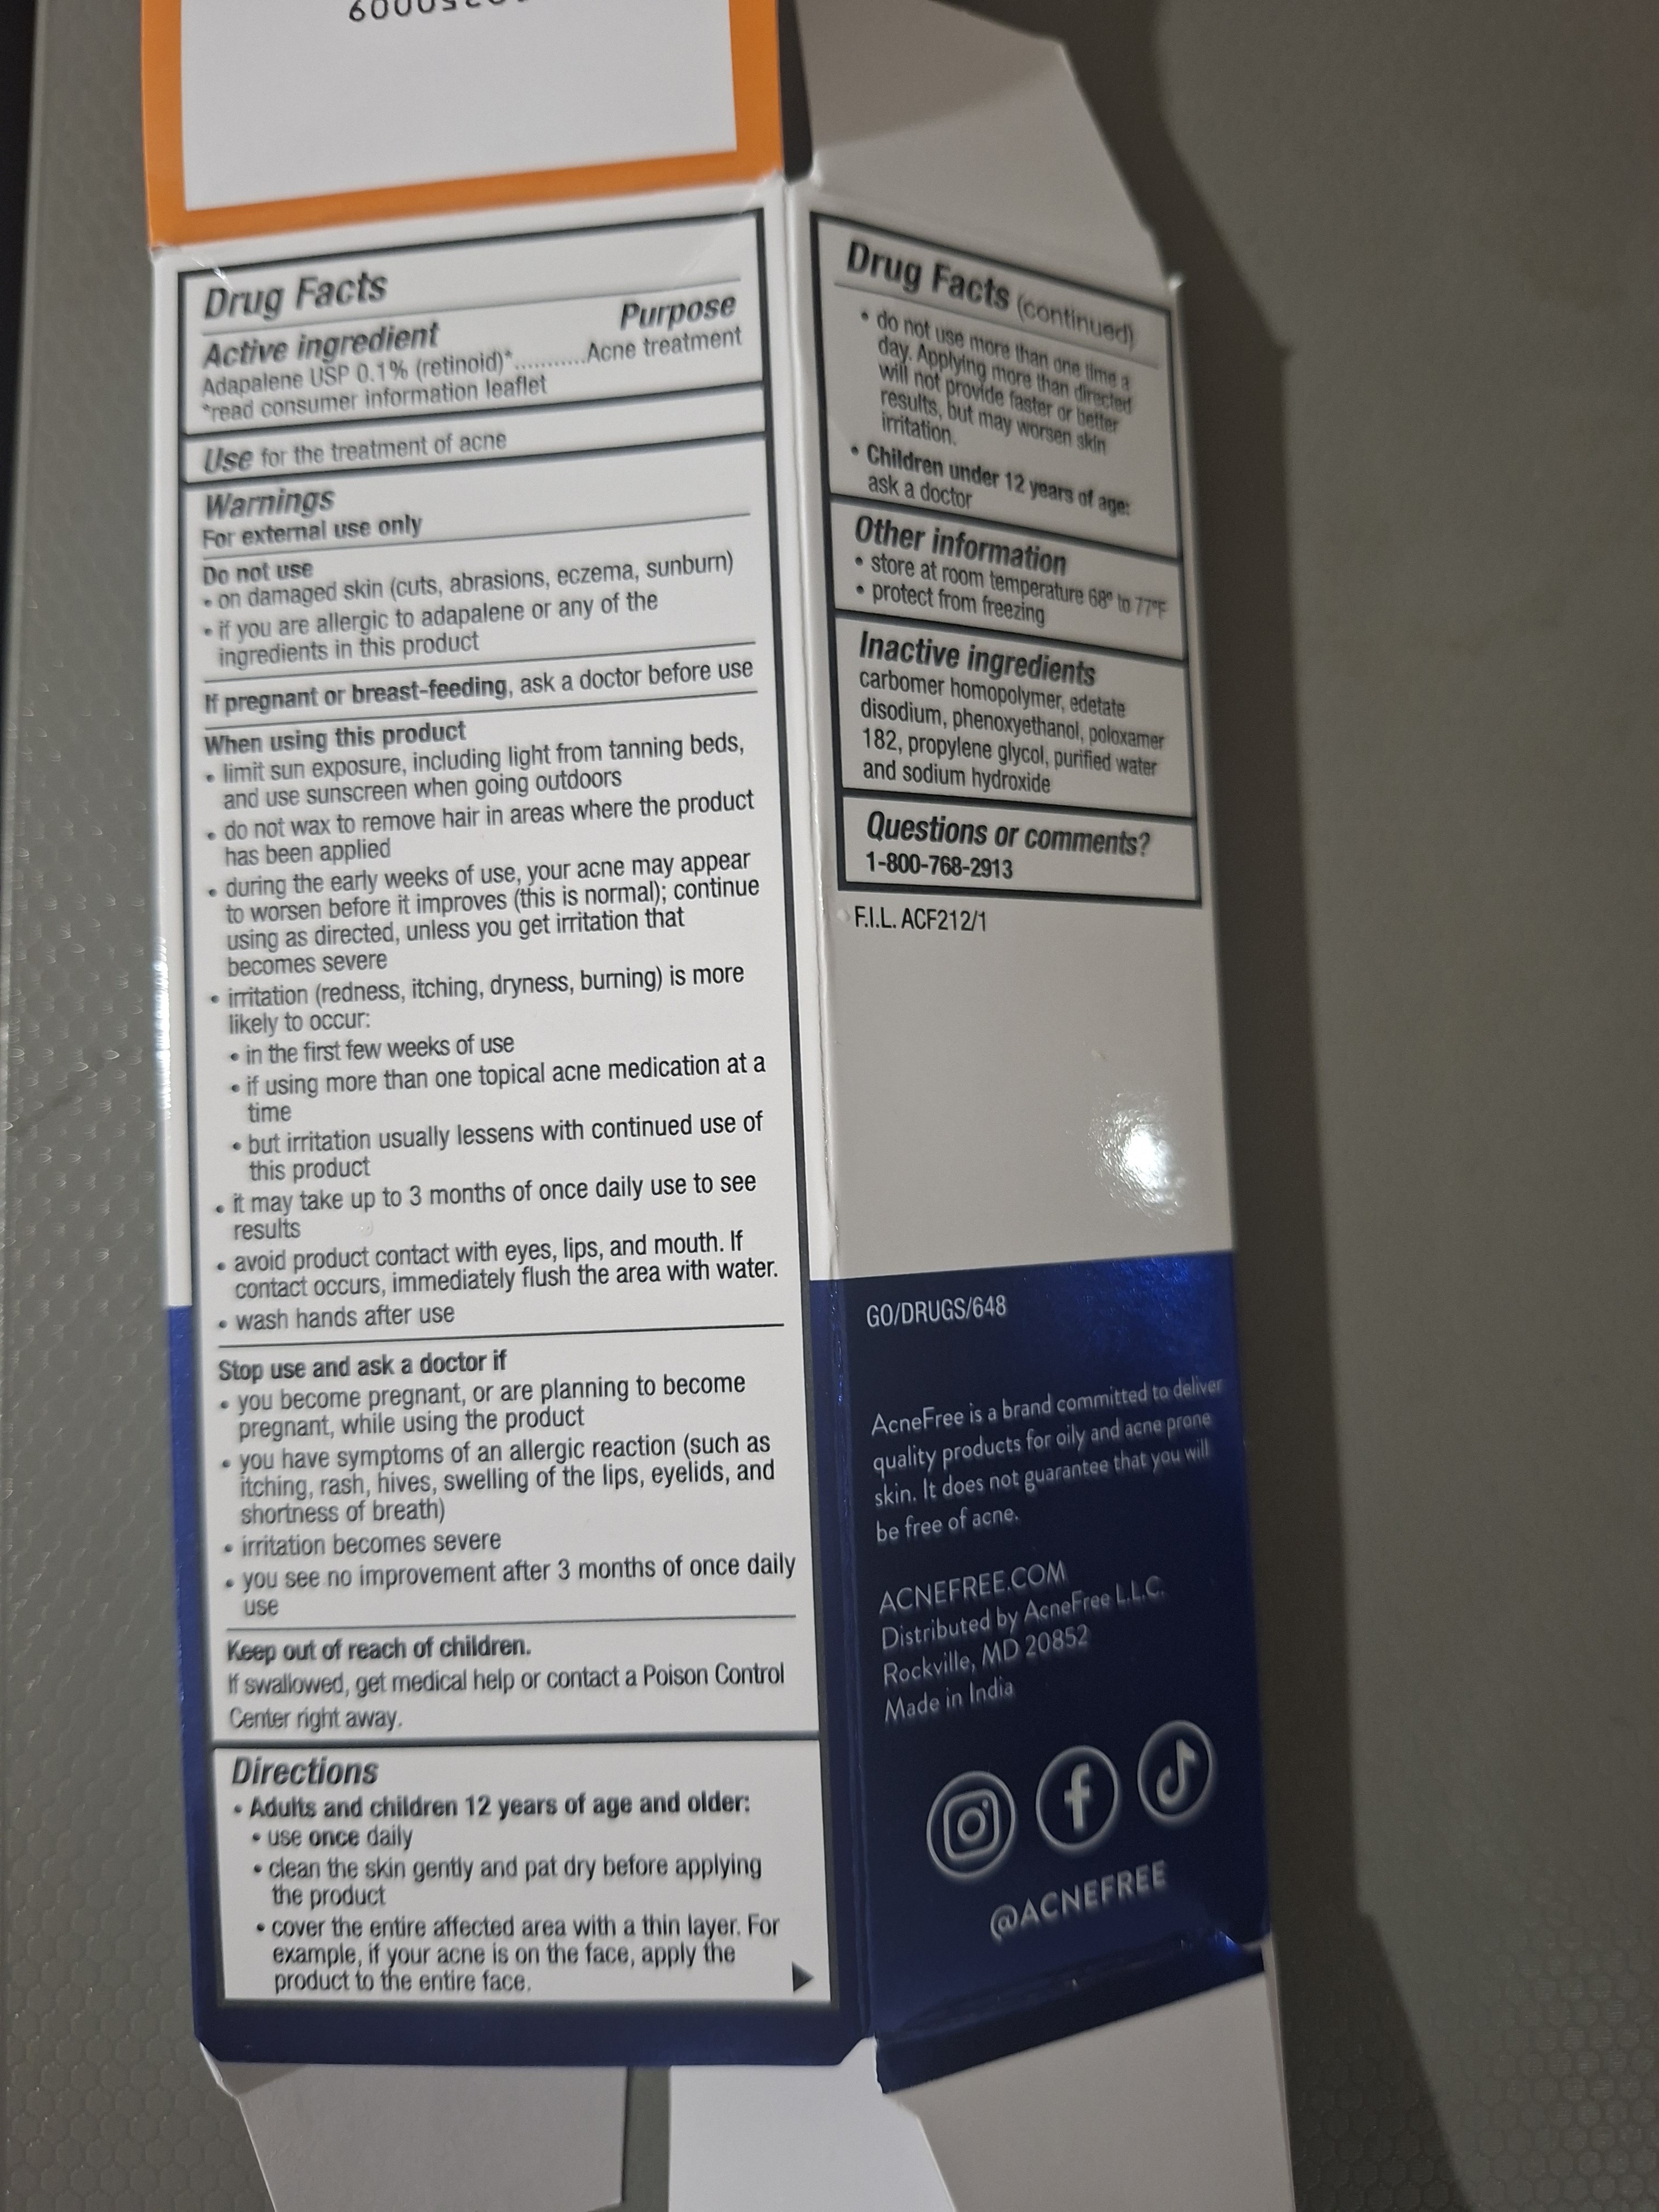 Drug Facts
Active ingredient Purpose
Adapalene USP 0.1% (retinoid)*...........Acne treatment
*read consumer information leaflet
Use for the treatment of acne
Warnings
For external use only
Do not use
• on damaged skin (cuts, abrasions, eczema, sunburn)
• if you are allergic to adapalene or any of the
ingredients in this product
If pregnant or breast-feeding, ask a doctor before use
When using this product
• limit sun exposure, including light from tanning beds,
and use sunscreen when going outdoors
• do not wax to remove hair in areas where the product
has been applied
• during the early weeks of use, your acne may appear
to worsen before it improves (this is normal); continue
using as directed, unless you get irritation that
becomes severe
• irritation (redness, itching, dryness, burning) is more
likely to occur:
• in the first few weeks of use
• if using more than one topical acne medication at a
time
• but irritation usually lessens with continued use of
this product
• it may take up to 3 months of once daily use to see
results
• avoid product contact with eyes, lips, and mouth. If
contact occurs, immediately flush the area with water.
• wash hands after use
Stop use and ask a doctor if
• you become pregnant, or are planning to become
pregnant, while using the product
• you have symptoms of an allergic reaction (such as
itching, rash, hives, swelling of the lips, eyelids, and
shortness of breath)
• irritation becomes severe
• you see no improvement after 3 months of once daily
use
Keep out of reach of children.
If swallowed, get medical help or contact a Poison Control
Center right away.
Directions
• Adults and children 12 years of age and older:
• use once daily
• clean the skin gently and pat dry before applying
the product
• cover the entire affected area with a thin layer. For
example, if your acne is on the face, apply the
product to the entire face.
Drug Facts (continued)
• do not use more than one time a
day. Applying more than directed
will not provide faster or better
results, but may worsen skin
irritation.
• Children under 12 years of age:
ask a doctor
Other information
• store at room temperature 68° to 77°F
• protect from freezing
Inactive ingredients
carbomer homopolymer, edetate
disodium, phenoxyethanol, poloxamer
182, propylene glycol, purified water
and sodium hydroxide
Questions or comments?
1-800-768-2913
F.I.L. ACF212/1
GO/DRUGS/648
AcneFree is a brand committed to deliver
quality products for oily and acne prone
skin. It does not guarantee that you will
be free of acne.
ACNEFREE.COM
Distributed by AcneFree L.L.C.
Rockville, MD 20852
Made in India
@ACNEFREE